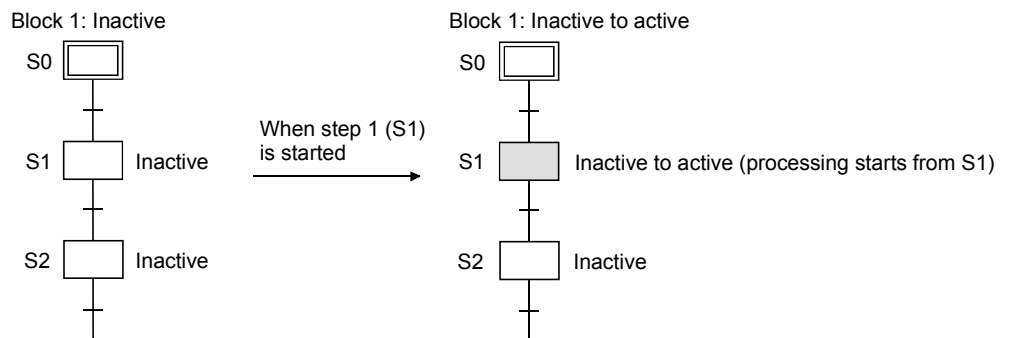 Block 1: Inactive
S0
S1 Inactive
S2 Inactive
When step 1 (S1)
is started
Block 1: Inactive to active
S0
S1 Inactive to active (processing starts from S1)
S2 Inactive